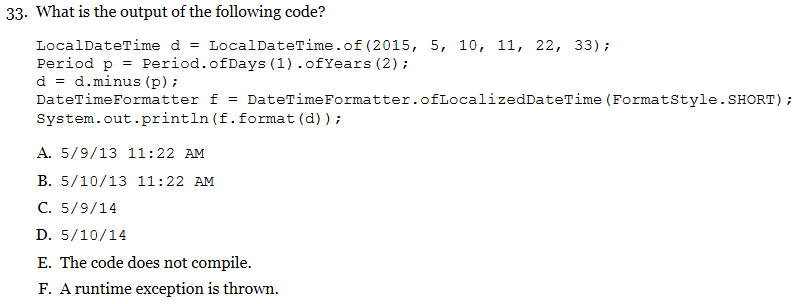 33. What is the output of the following code?
LocalDateTime d = LocalDateTime.of(2015, 5, 10, 11, 22, 33);
Period p = Period.ofDays(1).ofYears(2);
d = d.minus(p);
DateTimeFormatter f = DateTimeFormatter.ofLocalizedDateTime(FormatStyle.SHORT);
System.out.println(f.format(d));
A. 5/9/13 11:22 AM
B. 5/10/13 11:22 AM
C. 5/9/14
D. 5/10/14
E. The code does not compile.
F. A runtime exception is thrown.